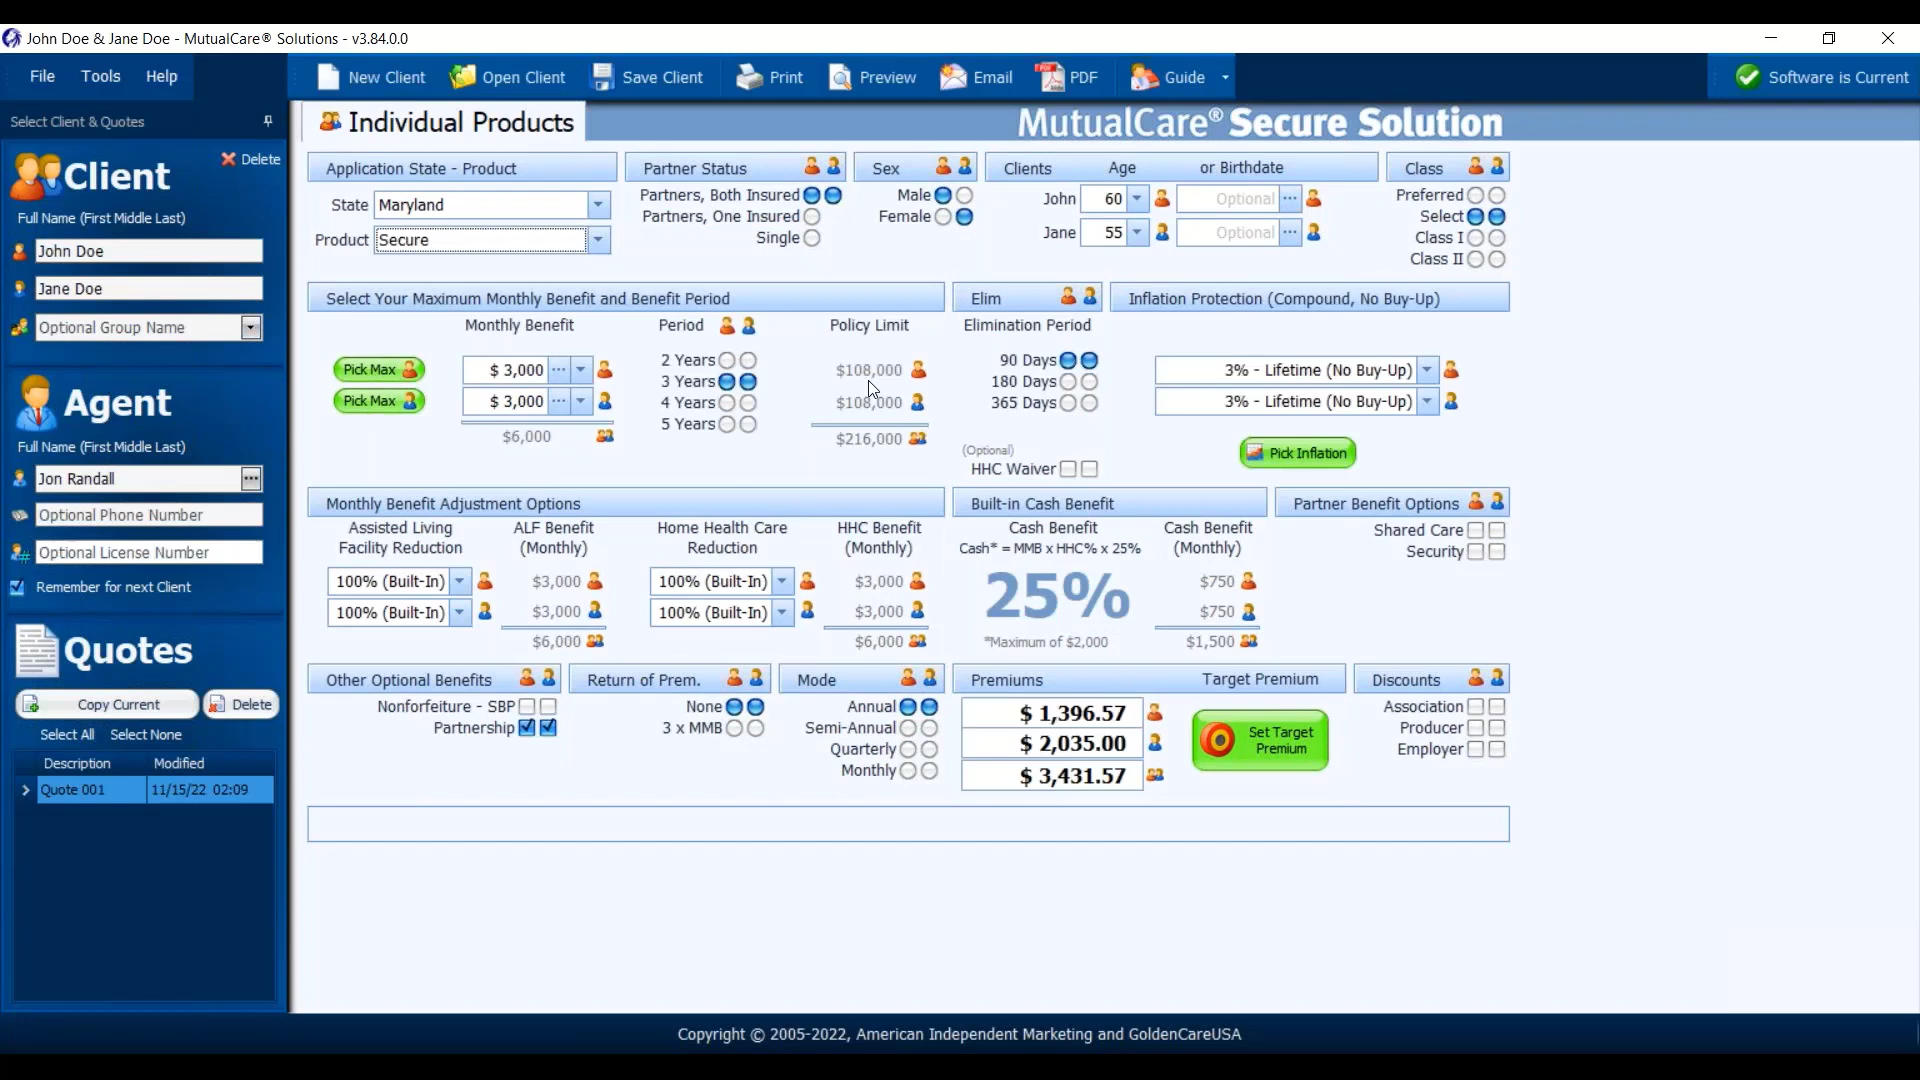 John Doe & Jane Doe - MutualCare® Solutions - v3.84.0.0
File Tools Help
New Client Open Client Save Client Print Preview Email PDF Guide
Software is Current
Select Client & Quotes
Delete
Client
Full Name (First Middle Last)
John Doe
Jane Doe
Optional Group Name
Agent
Full Name (First Middle Last)
Jon Randall
Optional Phone Number
Optional License Number
Remember for next Client
Quotes
Copy Current Delete
Select All Select None
Description Modified
Quote 001 11/15/22 02:09
Individual Products
MutualCare® Secure Solution
Application State - Product
State Maryland
Product Secure
Partner Status
Partners, Both Insured
Partners, One Insured
Single
Sex
Male
Female
Clients Age or Birthdate
John 60 Optional
Jane 55 Optional
Class
Preferred
Select
Class I
Class II
Select Your Maximum Monthly Benefit and Benefit Period
Monthly Benefit Period Policy Limit
Pick Max $ 3,000
Pick Max $ 3,000
$6,000
2 Years
3 Years
4 Years
5 Years
$108,000
$108,000
$216,000
Elim
Elimination Period
90 Days
180 Days
365 Days
(Optional)
HHC Waiver
Inflation Protection (Compound, No Buy-Up)
3% - Lifetime (No Buy-Up)
3% - Lifetime (No Buy-Up)
Pick Inflation
Monthly Benefit Adjustment Options
Assisted Living
Facility Reduction
100% (Built-In)
100% (Built-In)
ALF Benefit
(Monthly)
$3,000
$3,000
$6,000
Home Health Care
Reduction
100% (Built-In)
100% (Built-In)
HHC Benefit
(Monthly)
$3,000
$3,000
$6,000
Built-in Cash Benefit
Cash Benefit
Cash* = MMB x HHC% x 25%
25%
*Maximum of $2,000
Cash Benefit
(Monthly)
$750
$750
$1,500
Partner Benefit Options
Shared Care
Security
Other Optional Benefits
Nonforfeiture - SBP
Partnership
Return of Prem.
None
3 x MMB
Mode
Annual
Semi-Annual
Quarterly
Monthly
Premiums Target Premium
$ 1,396.57
$ 2,035.00
$ 3,431.57
Set Target
Premium
Discounts
Association
Producer
Employer
Copyright © 2005-2022, American Independent Marketing and GoldenCareUSA